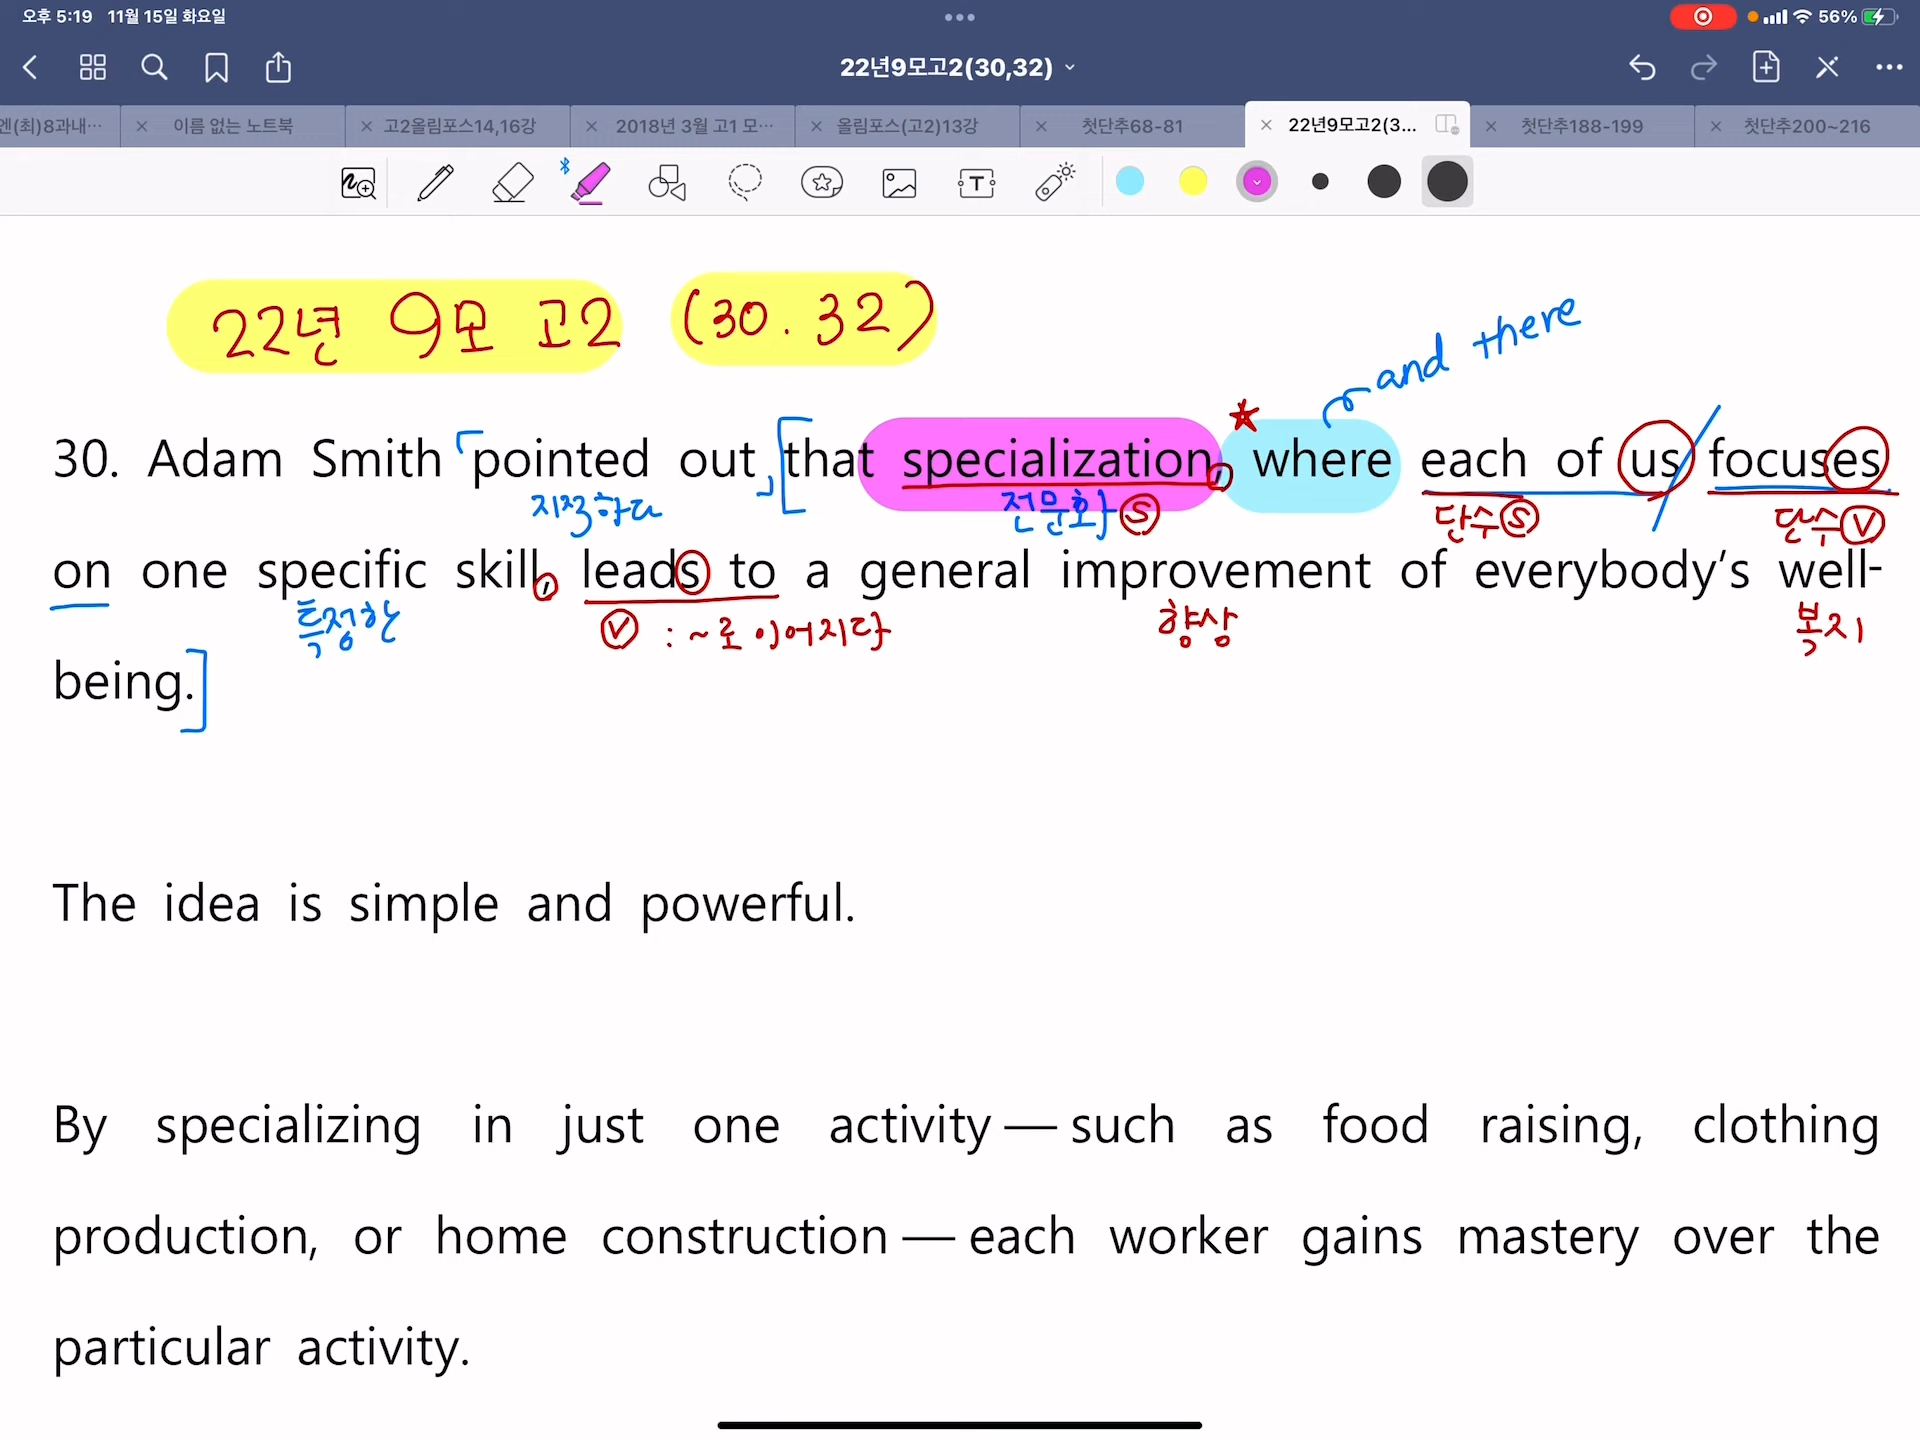 오후 5:19 11월 15일 화요일
56%
22년9모고2(30,32)
엔(최)8과내…
이름 없는 노트북
고2올림포스14,16강
2018년 3월 고1 모…
올림포스(고2)13강
첫단추68-81
22년9모고2(3...
첫단추188-199
첫단추200~216
22년 9모 고2 (30. 32)
and there
30. Adam Smith pointed out that specialization, where each of us focuses
지적하다 전문화 S 단수 S 단수 V
on one specific skill, leads to a general improvement of everybody's well-
특정한 V : ~로 이어지다 향상 복지
being.
The idea is simple and powerful.
By specializing in just one activity — such as food raising, clothing
production, or home construction — each worker gains mastery over the
particular activity.